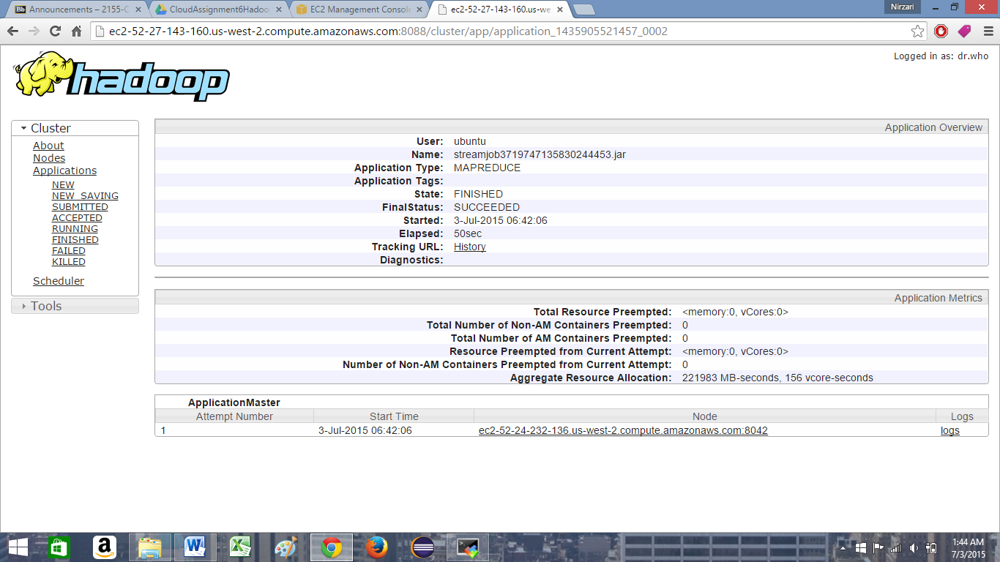 Announcements – 2155-C
CloudAssignment6Hadoop
EC2 Management Console
ec2-52-27-143-160.us-we
Nirzari
ec2-52-27-143-160.us-west-2.compute.amazonaws.com:8088/cluster/app/application_1435905521457_0002
Logged in as: dr.who
hadoop
Cluster
About
Nodes
Applications
NEW
NEW_SAVING
SUBMITTED
ACCEPTED
RUNNING
FINISHED
FAILED
KILLED
Scheduler
Tools
Application Overview
User: ubuntu
Name: streamjob3719747135830244453.jar
Application Type: MAPREDUCE
Application Tags:
State: FINISHED
FinalStatus: SUCCEEDED
Started: 3-Jul-2015 06:42:06
Elapsed: 50sec
Tracking URL: History
Diagnostics:
Application Metrics
Total Resource Preempted: <memory:0, vCores:0>
Total Number of Non-AM Containers Preempted: 0
Total Number of AM Containers Preempted: 0
Resource Preempted from Current Attempt: <memory:0, vCores:0>
Number of Non-AM Containers Preempted from Current Attempt: 0
Aggregate Resource Allocation: 221983 MB-seconds, 156 vcore-seconds
ApplicationMaster
Attempt Number Start Time Node Logs
1 3-Jul-2015 06:42:06 ec2-52-24-232-136.us-west-2.compute.amazonaws.com:8042 logs
1:44 AM
7/3/2015